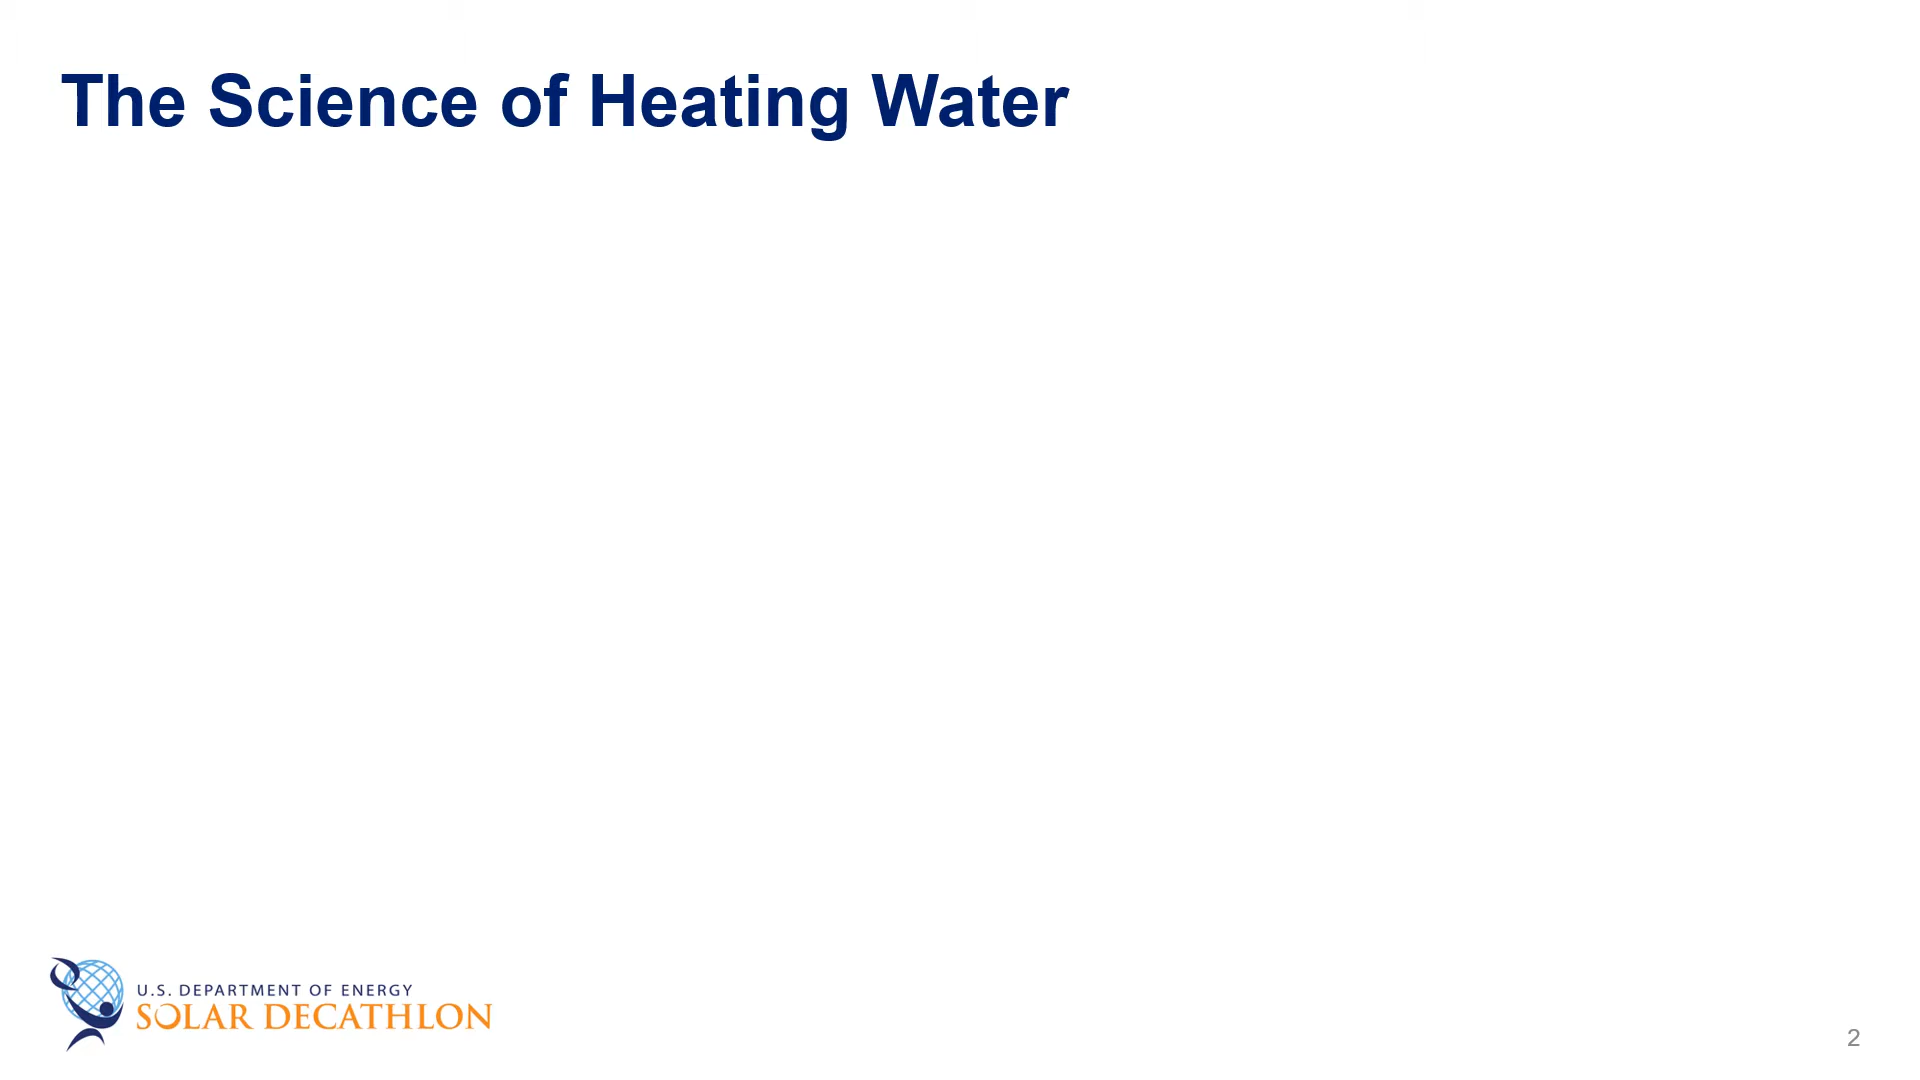 The Science of Heating Water
U.S. DEPARTMENT OF ENERGY
SOLAR DECATHLON
2